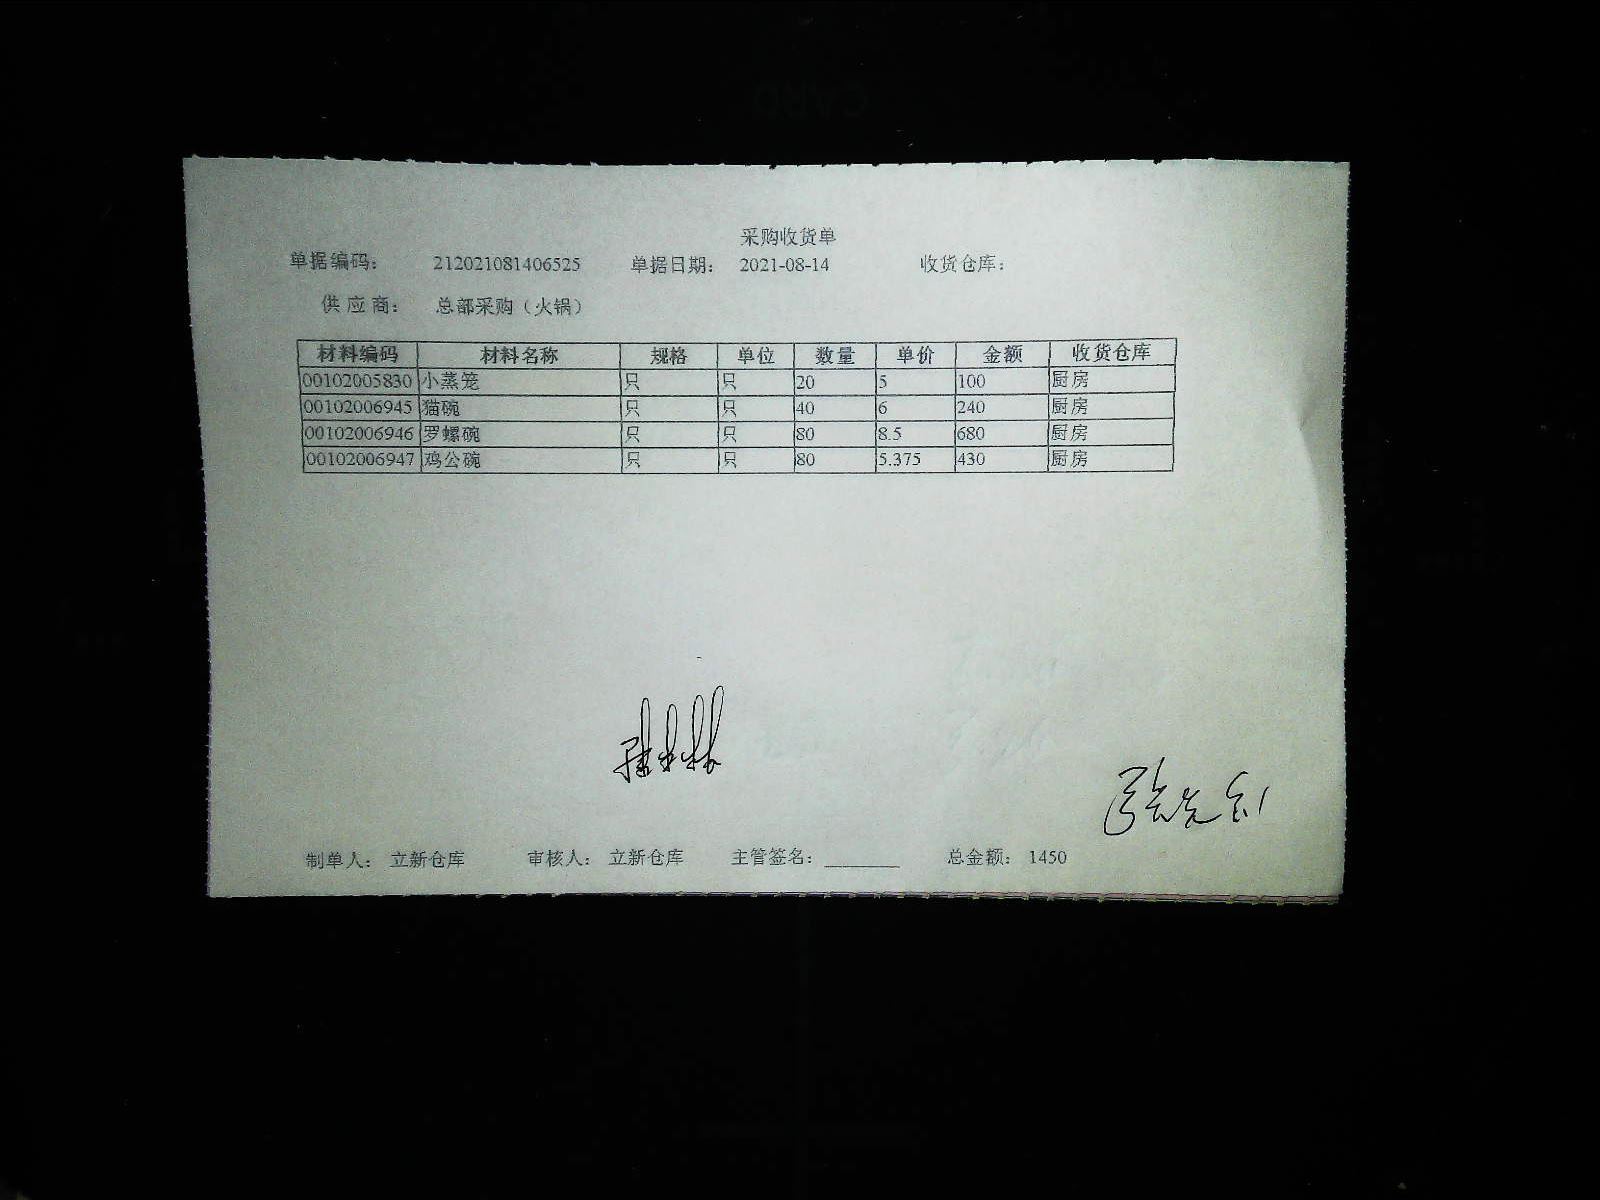 采购收货单
单据编码： 212021081406525 单据日期： 2021-08-14 收货仓库：
供应商： 总部采购（火锅）
材料编码 材料名称 规格 单位 数量 单价 金额 收货仓库
00102005830 小蒸笼 只 只 20 5 100 厨房
00102006945 猫碗 只 只 40 6 240 厨房
00102006946 罗螺碗 只 只 80 8.5 680 厨房
00102006947 鸡公碗 只 只 80 5.375 430 厨房
制单人： 立新仓库 审核人： 立新仓库 主管签名： 总金额： 1450